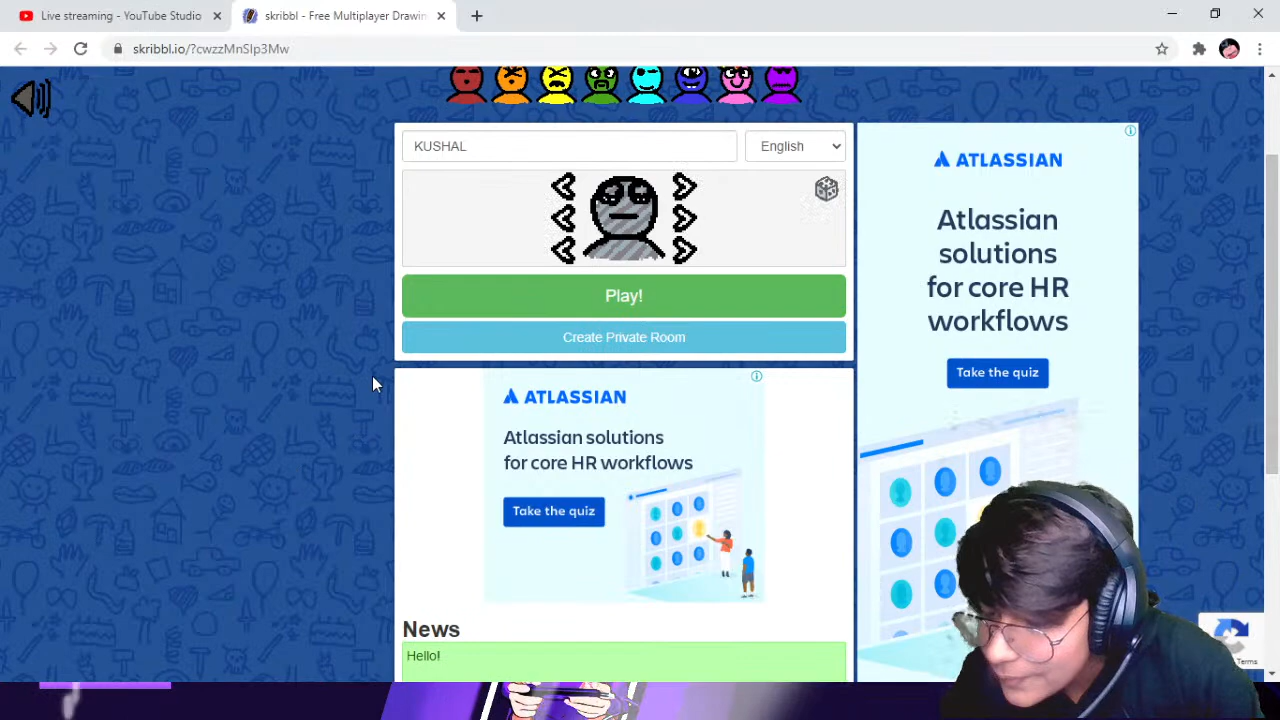 Live streaming - YouTube Studio
skribbl - Free Multiplayer Drawin
skribbl.io/?cwzzMnSIp3Mw
KUSHAL
English
Play!
Create Private Room
ATLASSIAN
Atlassian
solutions
for core HR
workflows
Take the quiz
ATLASSIAN
Atlassian solutions
for core HR workflows
Take the quiz
News
Hello!
Terms